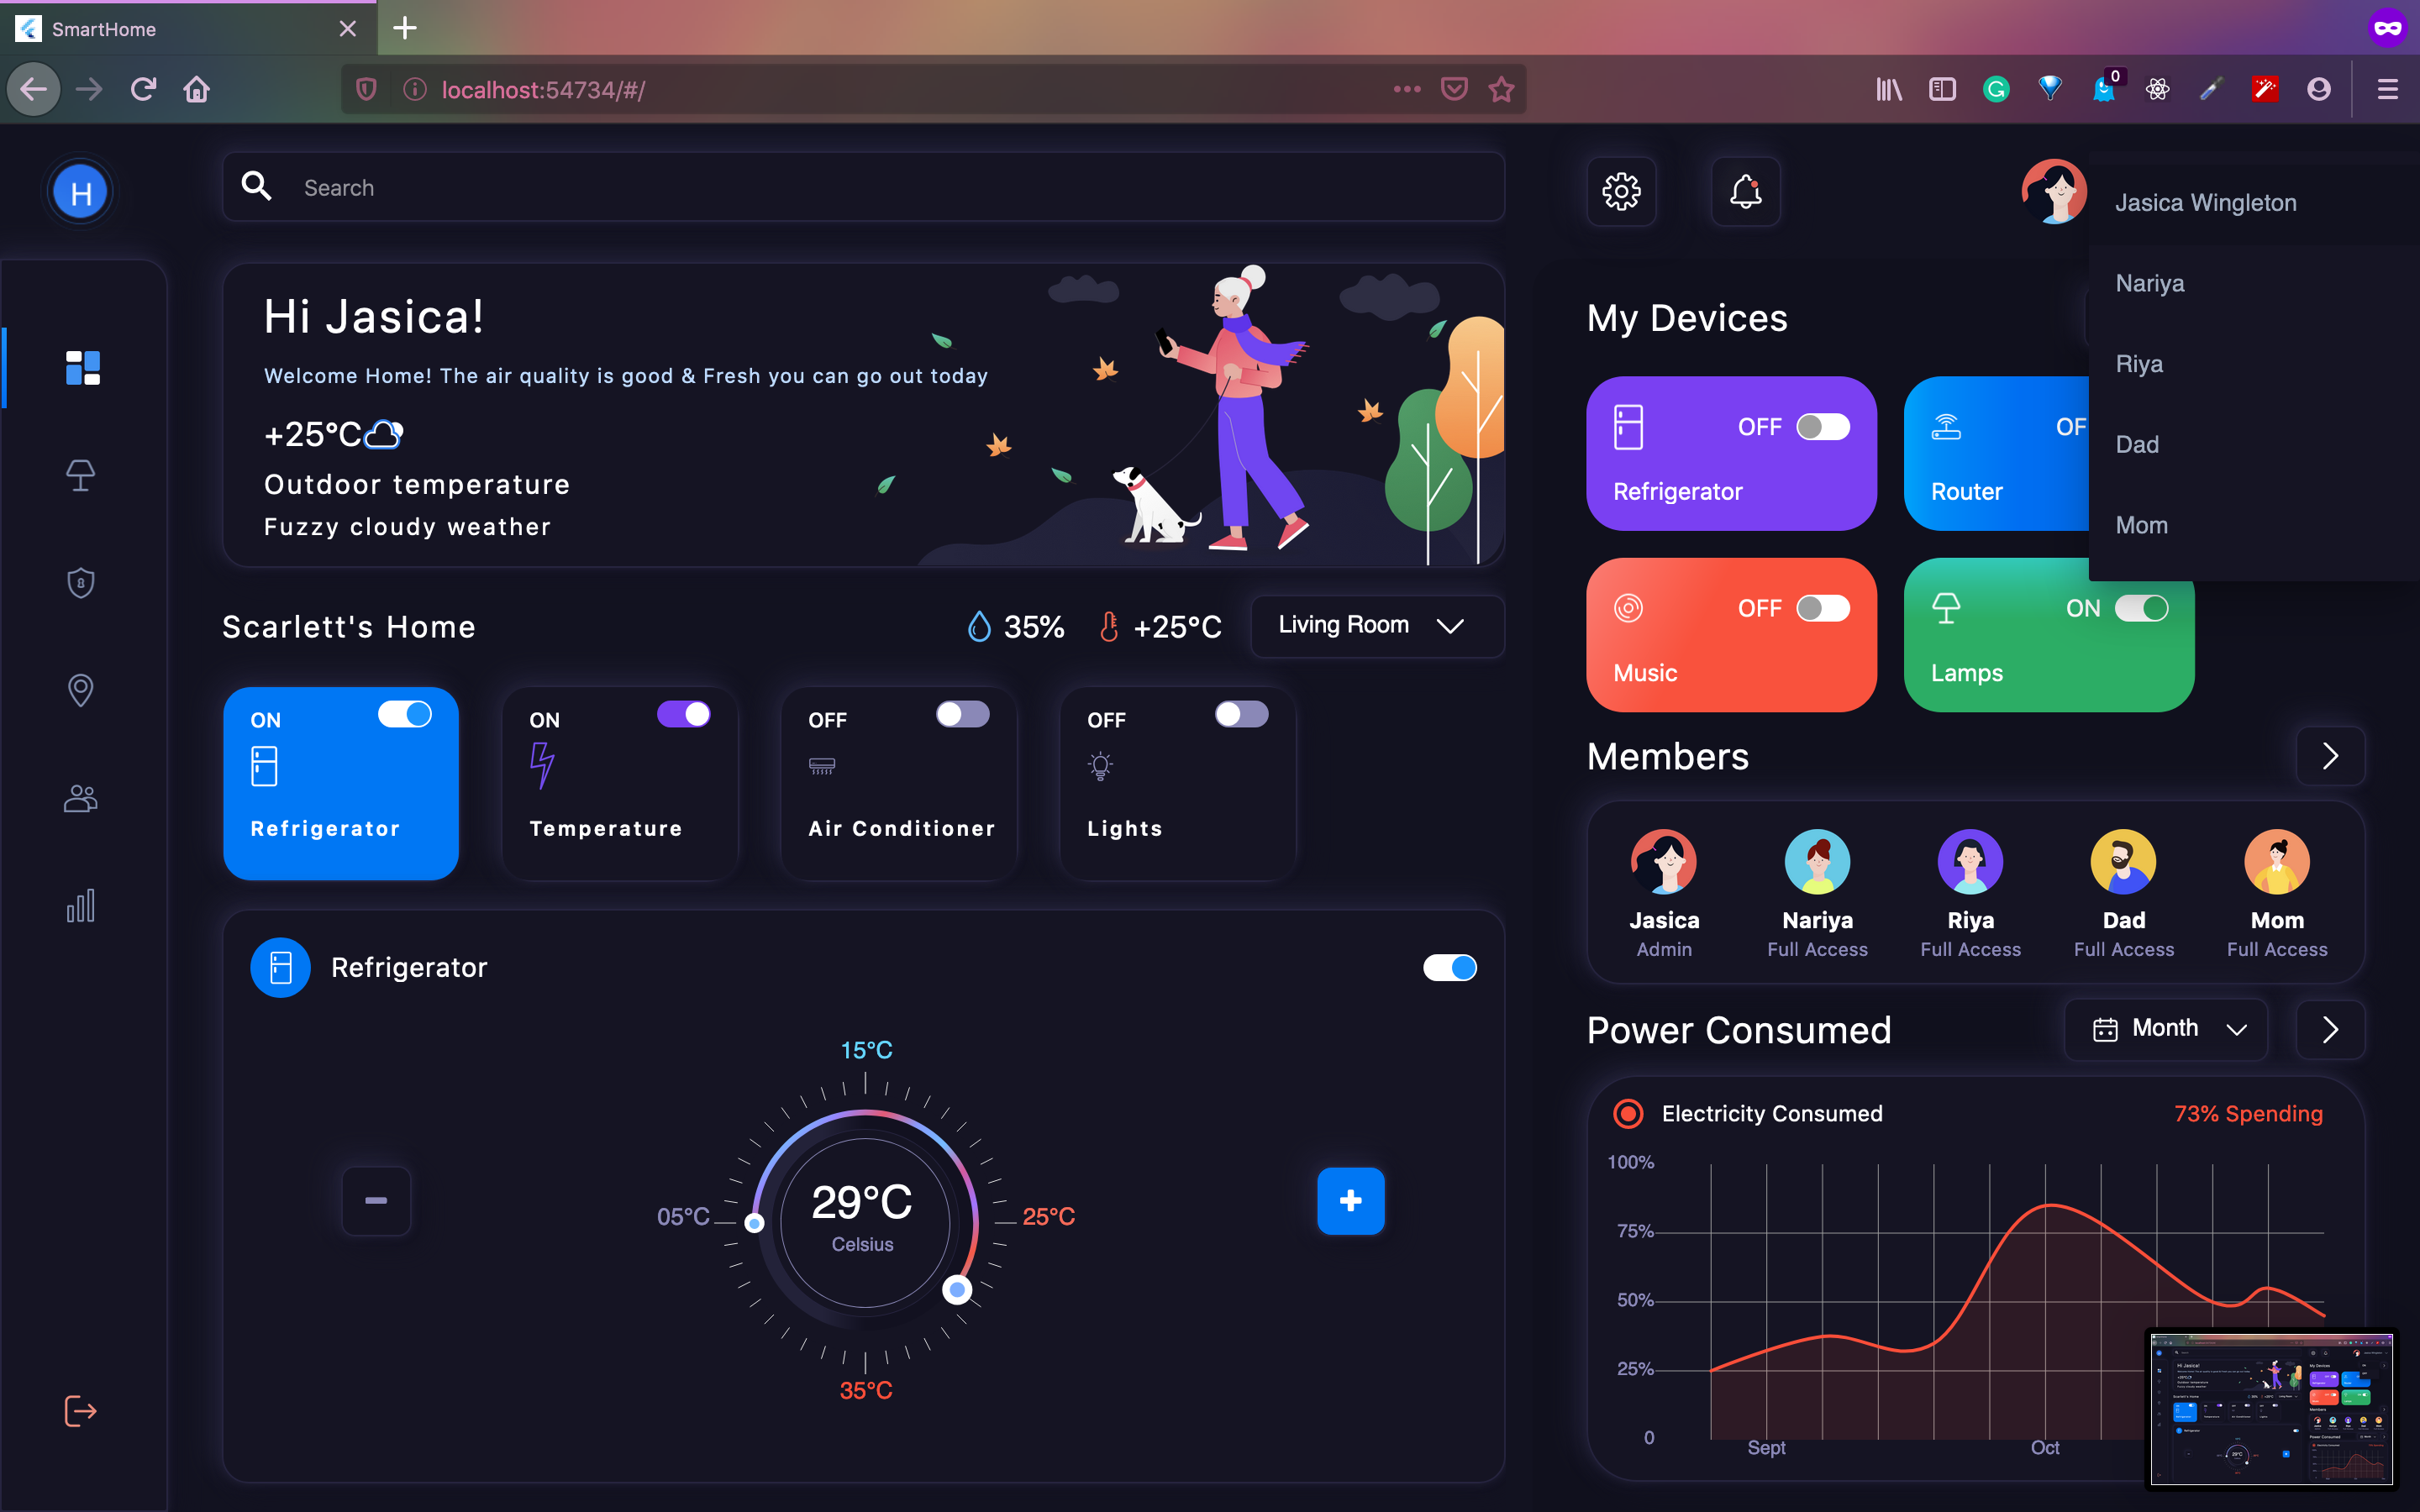 SmartHome
0
localhost:54734/#/
H
Search
Jasica Wingleton
Nariya
Riya
Dad
Mom
Hi Jasica!
Welcome Home! The air quality is good & Fresh you can go out today
+25°C
Outdoor temperature
Fuzzy cloudy weather
My Devices
OFF
Refrigerator
OF
Router
OFF
Music
ON
Lamps
Scarlett's Home
35%
+25°C
Living Room
ON
Refrigerator
ON
Temperature
OFF
Air Conditioner
OFF
Lights
Members
Jasica
Admin
Nariya
Full Access
Riya
Full Access
Dad
Full Access
Mom
Full Access
Refrigerator
15°C
05°C
29°C
Celsius
25°C
35°C
Power Consumed
Month
Electricity Consumed
73% Spending
100%
75%
50%
25%
0
Sept
Oct